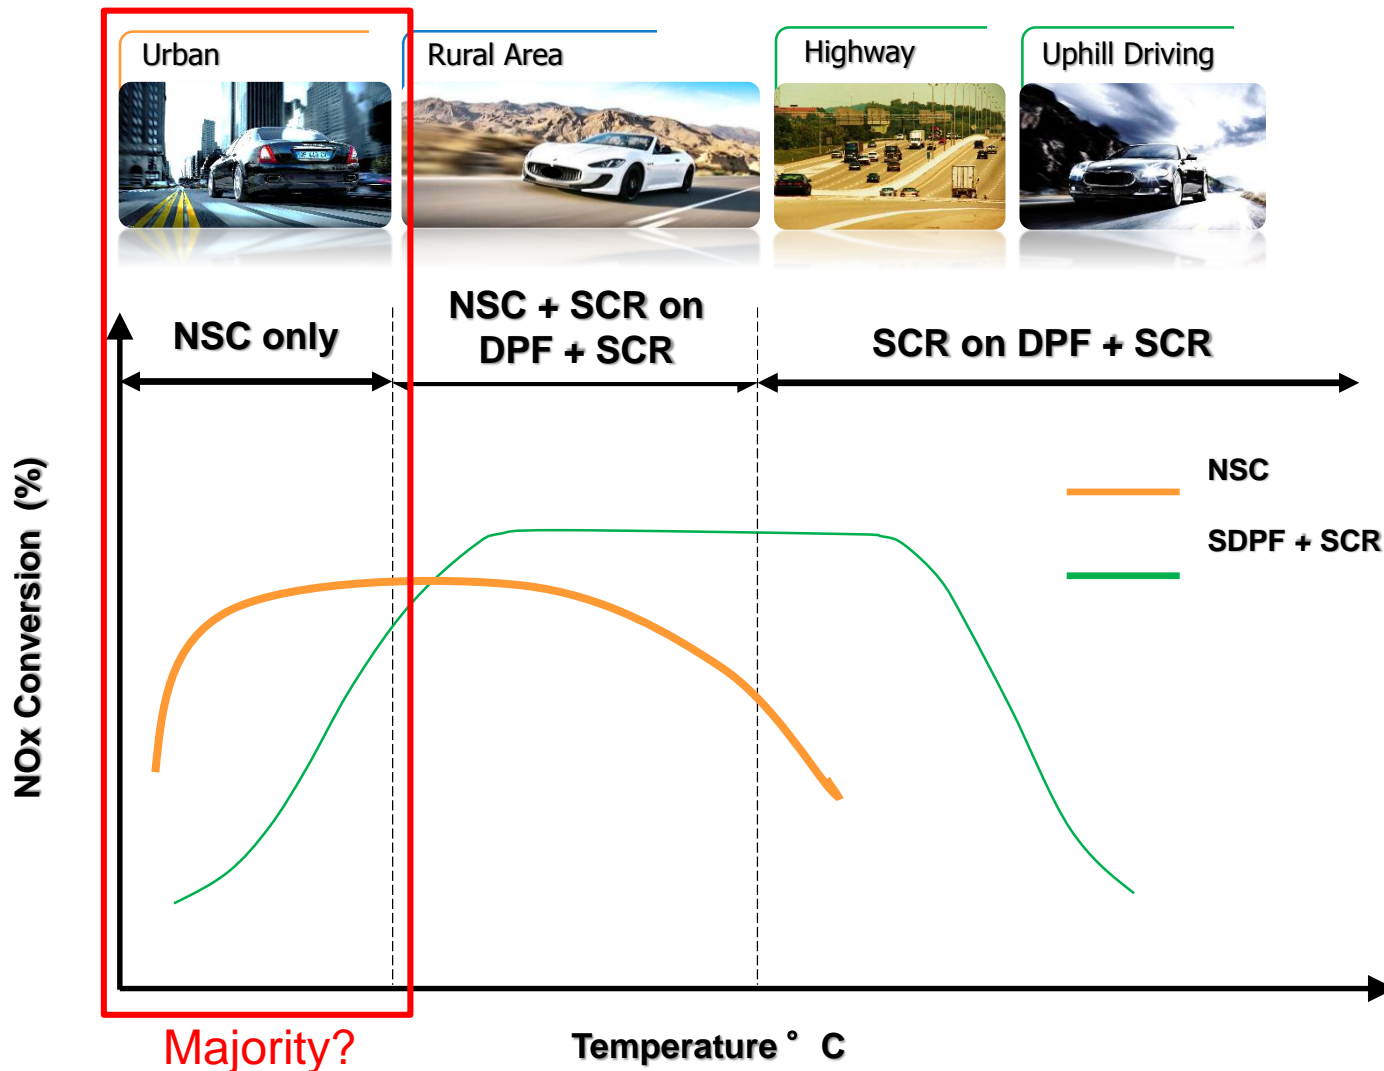 Urban
Rural Area
Highway
Uphill Driving
NSC only
NSC + SCR on
DPF + SCR
SCR on DPF + SCR
NOx Conversion (%)
NSC
SDPF + SCR
Majority?
Temperature ° C